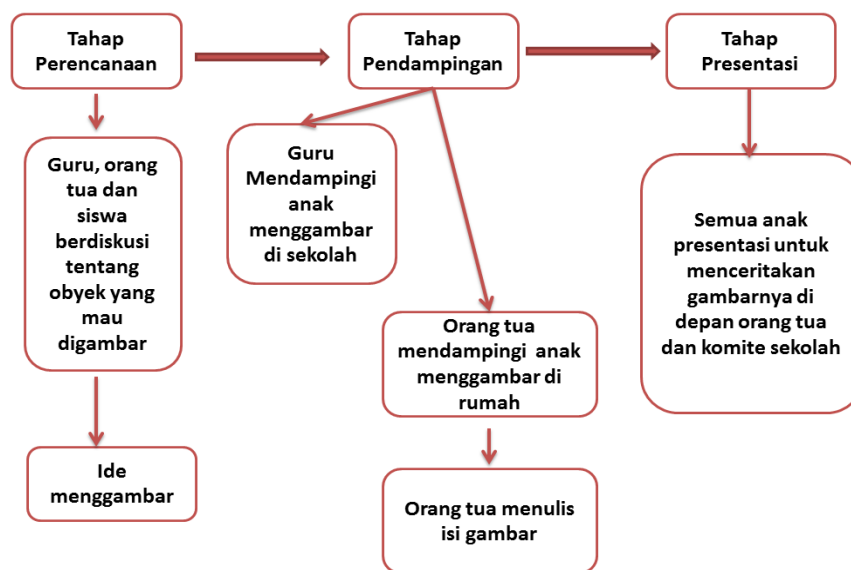 Tahap
Perencanaan
Tahap
Pendampingan
Tahap
Presentasi
Guru, orang
tua dan
siswa
berdiskusi
tentang
obyek yang
mau
digambar
Guru
Mendampingi
anak
menggambar
di sekolah
Semua anak
presentasi untuk
menceritakan
gambarnya di
depan orang tua
dan komite sekolah
Orang tua
mendampingi anak
menggambar di
rumah
Ide
menggambar
Orang tua menulis
isi gambar